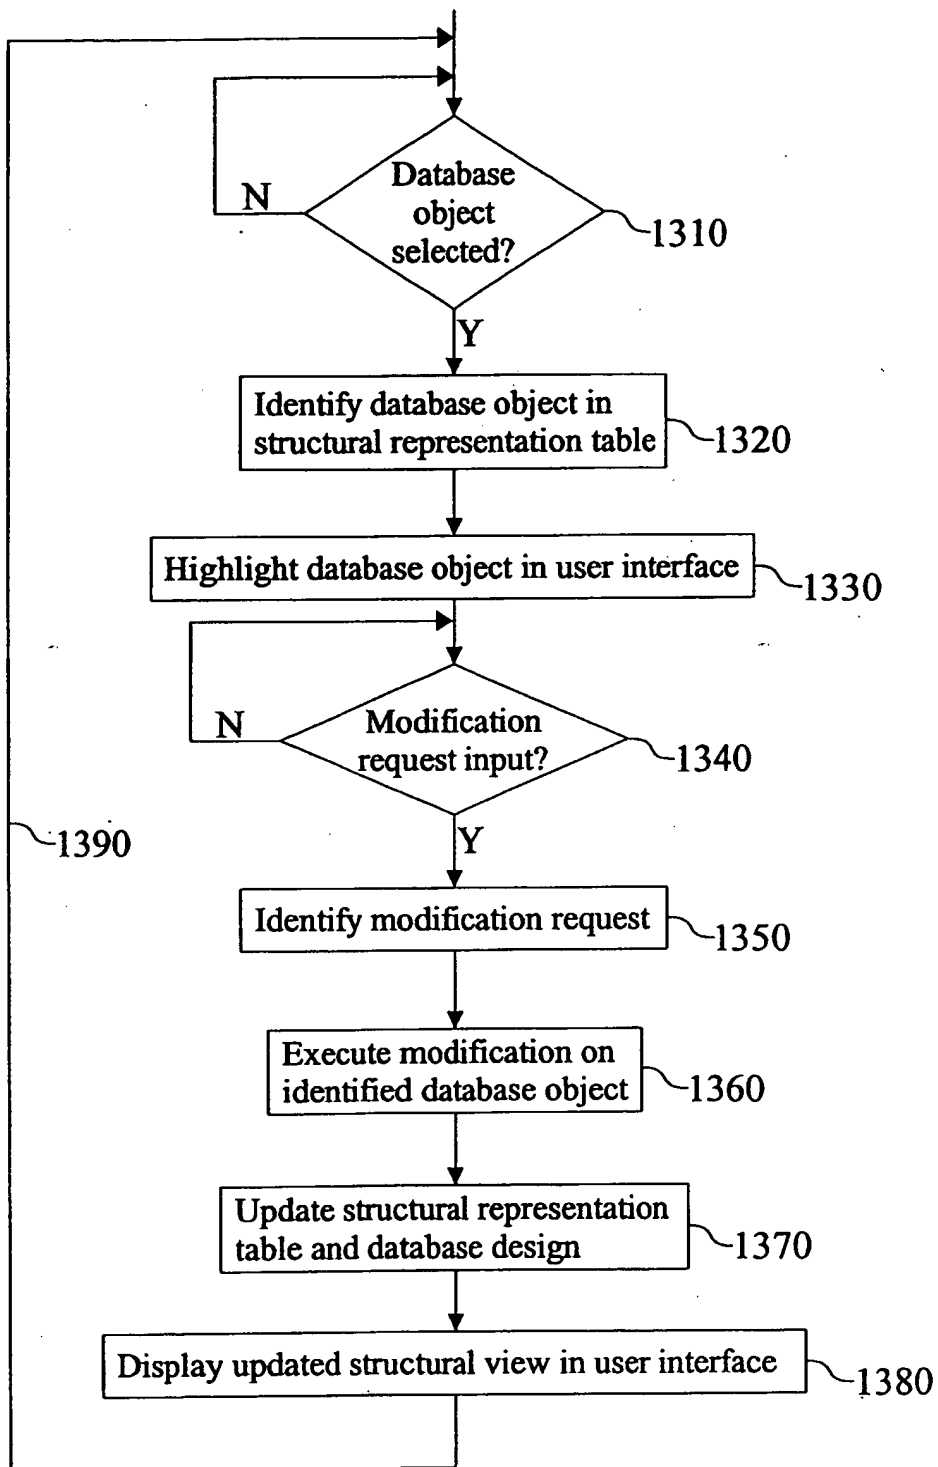 Database
object
selected?
N
1310
Y
Identify database object in
structural representation table
1320
Highlight database object in user interface
1330
Modification
request input?
N
1340
1390
Y
Identify modification request
1350
Execute modification on
identified database object
1360
Update structural representation
table and database design
1370
Display updated structural view in user interface
1380